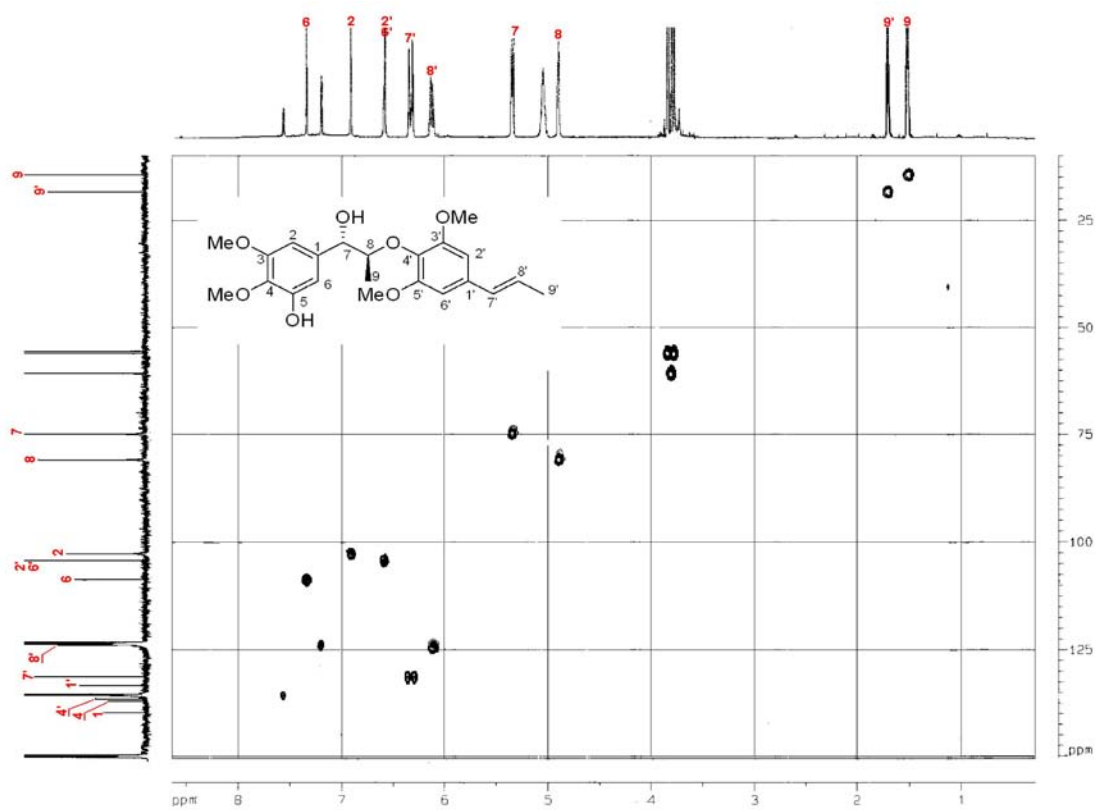 6 2 2' 6' 7' 8' 7 8 9' 9
9
9'
7
8
2
2' 6'
6
8'
7'
1'
4'
4
1
OH
OMe
MeO 2 3' 2'
3 1 7 8 O 4' 8'
MeO 4 6 9 1' 9'
5 MeO 5' 6' 7'
OH
25
50
75
100
125
ppm
ppm 8 7 6 5 4 3 2 1